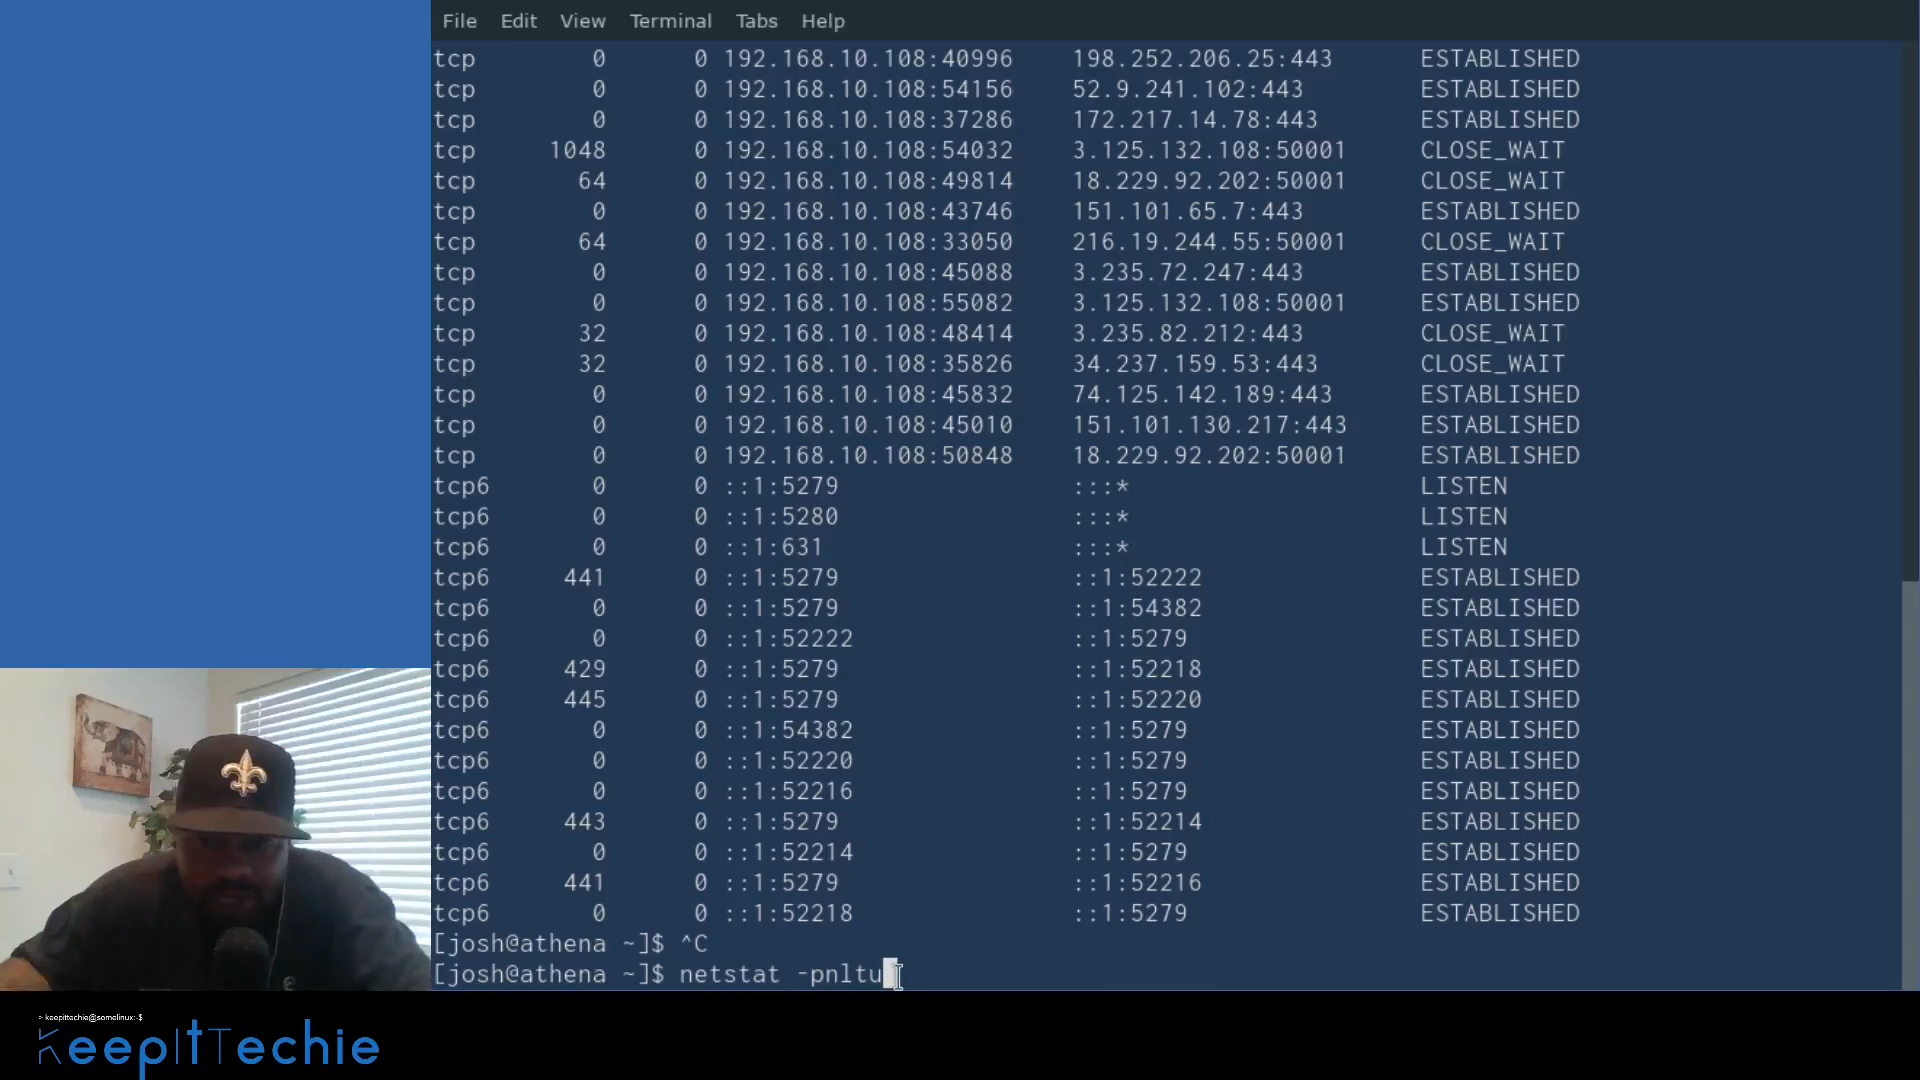 File Edit View Terminal Tabs Help
tcp 0 0 192.168.10.108:40996 198.252.206.25:443 ESTABLISHED
tcp 0 0 192.168.10.108:54156 52.9.241.102:443 ESTABLISHED
tcp 0 0 192.168.10.108:37286 172.217.14.78:443 ESTABLISHED
tcp 1048 0 192.168.10.108:54032 3.125.132.108:50001 CLOSE_WAIT
tcp 64 0 192.168.10.108:49814 18.229.92.202:50001 CLOSE_WAIT
tcp 0 0 192.168.10.108:43746 151.101.65.7:443 ESTABLISHED
tcp 64 0 192.168.10.108:33050 216.19.244.55:50001 CLOSE_WAIT
tcp 0 0 192.168.10.108:45088 3.235.72.247:443 ESTABLISHED
tcp 0 0 192.168.10.108:55082 3.125.132.108:50001 ESTABLISHED
tcp 32 0 192.168.10.108:48414 3.235.82.212:443 CLOSE_WAIT
tcp 32 0 192.168.10.108:35826 34.237.159.53:443 CLOSE_WAIT
tcp 0 0 192.168.10.108:45832 74.125.142.189:443 ESTABLISHED
tcp 0 0 192.168.10.108:45010 151.101.130.217:443 ESTABLISHED
tcp 0 0 192.168.10.108:50848 18.229.92.202:50001 ESTABLISHED
tcp6 0 0 ::1:5279 :::* LISTEN
tcp6 0 0 ::1:5280 :::* LISTEN
tcp6 0 0 ::1:631 :::* LISTEN
tcp6 441 0 ::1:5279 ::1:52222 ESTABLISHED
tcp6 0 0 ::1:5279 ::1:54382 ESTABLISHED
tcp6 0 0 ::1:52222 ::1:5279 ESTABLISHED
tcp6 429 0 ::1:5279 ::1:52218 ESTABLISHED
tcp6 445 0 ::1:5279 ::1:52220 ESTABLISHED
tcp6 0 0 ::1:54382 ::1:5279 ESTABLISHED
tcp6 0 0 ::1:52220 ::1:5279 ESTABLISHED
tcp6 0 0 ::1:52216 ::1:5279 ESTABLISHED
tcp6 443 0 ::1:5279 ::1:52214 ESTABLISHED
tcp6 0 0 ::1:52214 ::1:5279 ESTABLISHED
tcp6 441 0 ::1:5279 ::1:52216 ESTABLISHED
tcp6 0 0 ::1:52218 ::1:5279 ESTABLISHED
[josh@athena ~]$ ^C
[josh@athena ~]$ netstat -pnltu
> keepittechie@somelinux:~$
KeepItTechie